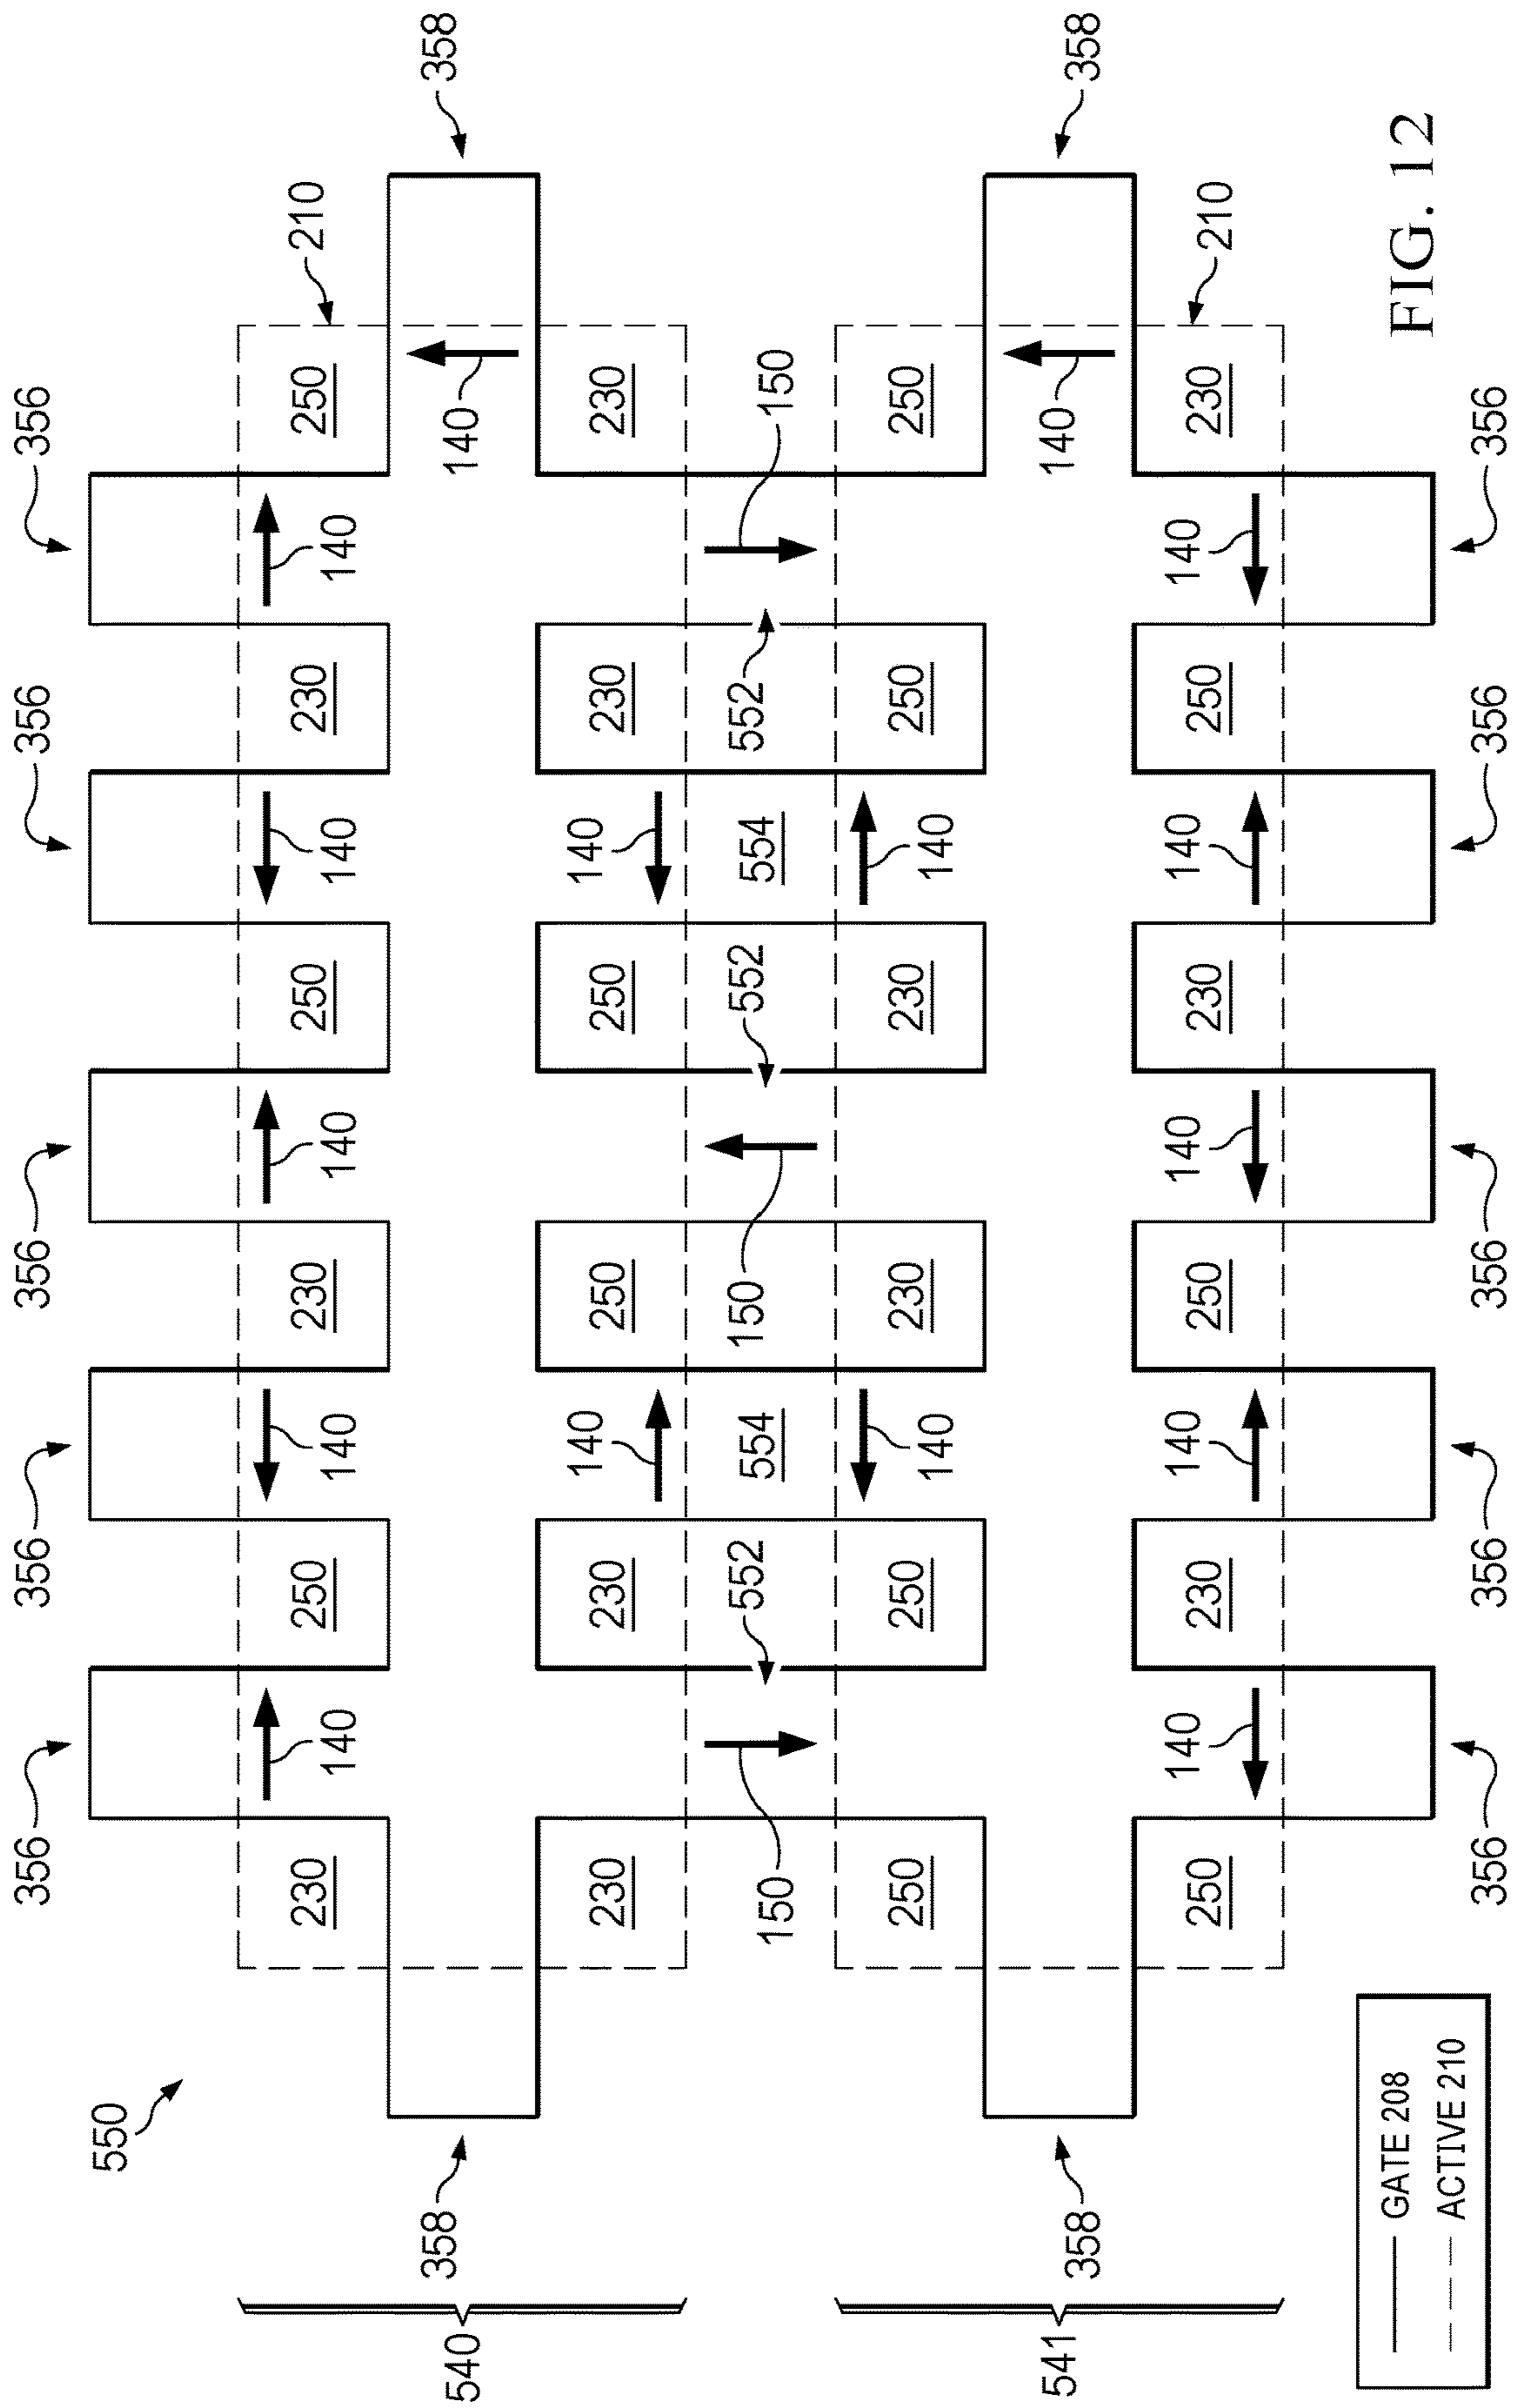 356 356 356 356 356
550
230 140 250 140 230 140 250 140 230 140 250 210
540 358 140 358
230 230 140 250 250 140 230 230
150 552 554 150 552 554 552 150
250 250 140 230 230 140 250 250
541 358 140 358
250 140 230 140 250 140 230 140 250 140 230 210
356 356 356 356 356
GATE 208
ACTIVE 210
FIG. 12